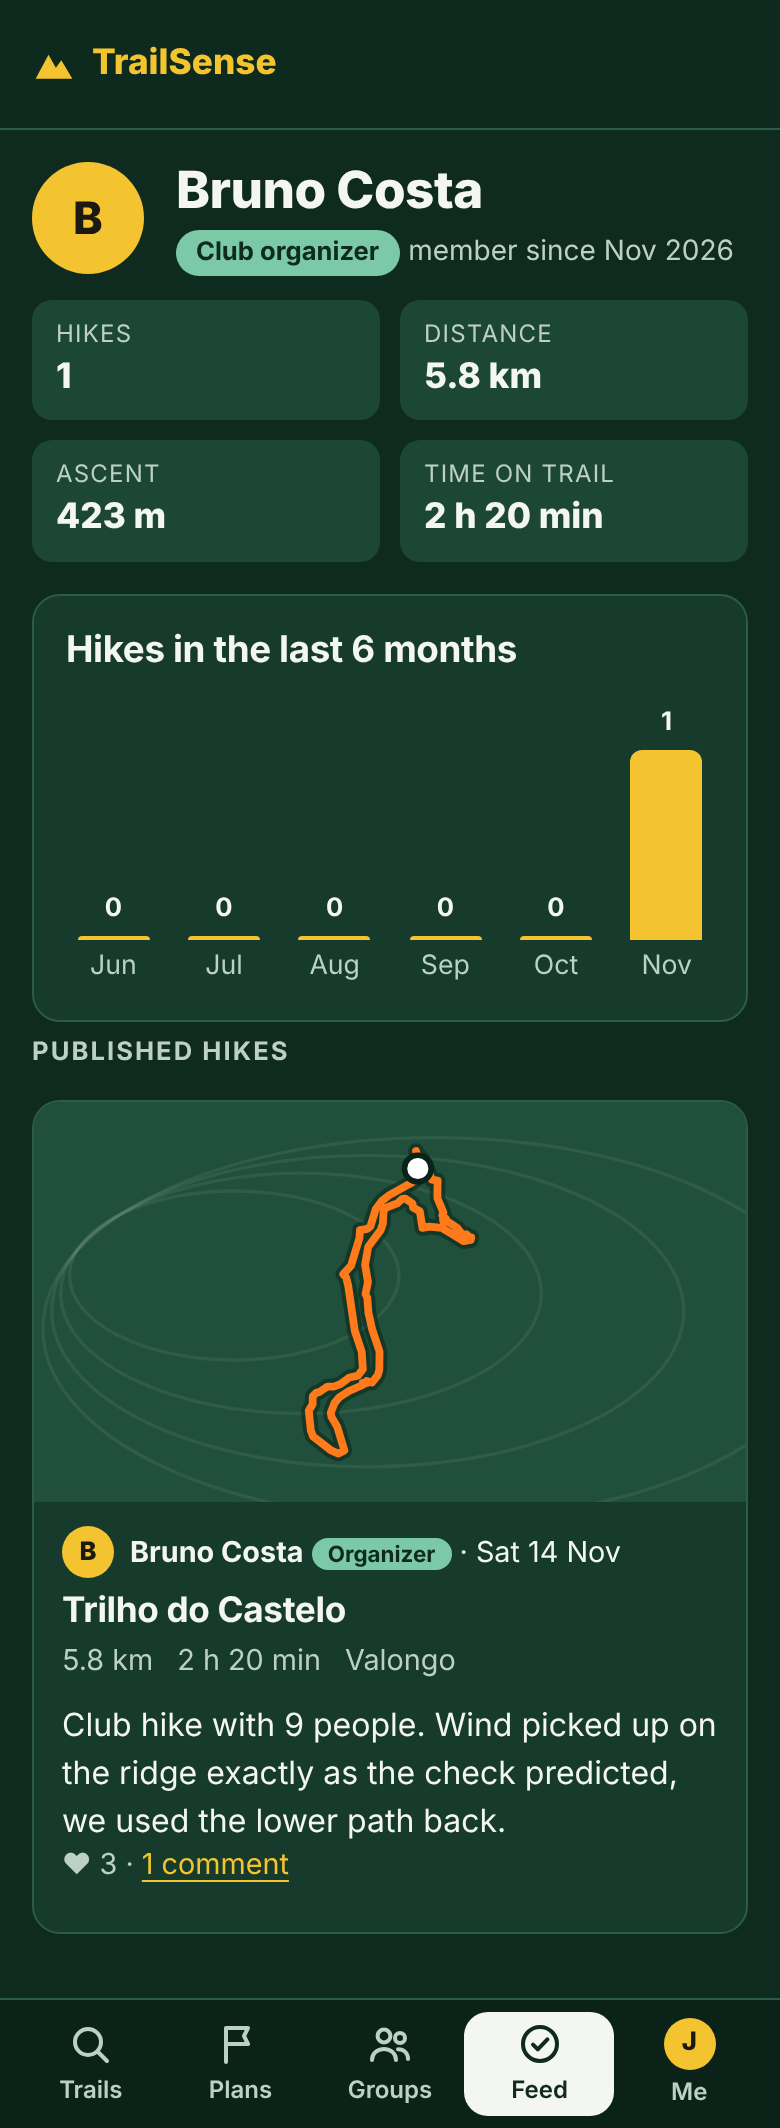 TrailSense
B
Bruno Costa
Club organizer member since Nov 2026
HIKES
1
DISTANCE
5.8 km
ASCENT
423 m
TIME ON TRAIL
2 h 20 min
Hikes in the last 6 months
0 0 0 0 0 1
Jun Jul Aug Sep Oct Nov
PUBLISHED HIKES
B Bruno Costa Organizer · Sat 14 Nov
Trilho do Castelo
5.8 km 2 h 20 min Valongo
Club hike with 9 people. Wind picked up on
the ridge exactly as the check predicted,
we used the lower path back.
♥ 3 · 1 comment
J
Trails Plans Groups Feed Me